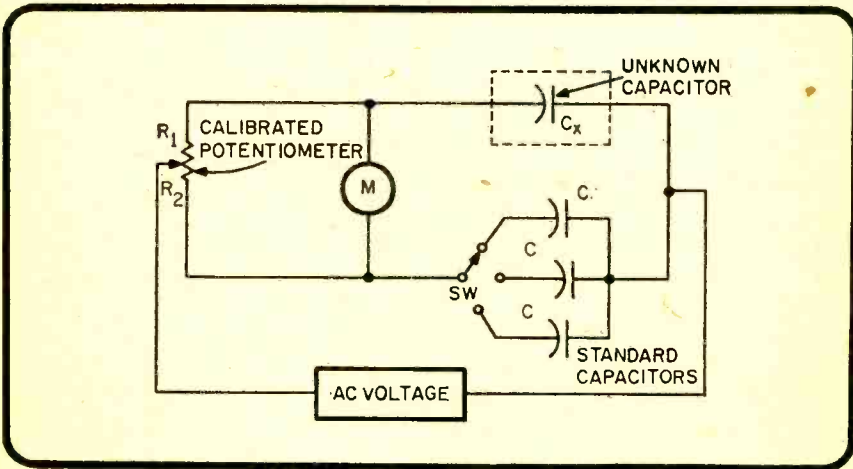 UNKNOWN
CAPACITOR
Cx
R1
CALIBRATED
POTENTIOMETER
R2
M
C
C
SW
C
STANDARD
CAPACITORS
AC VOLTAGE